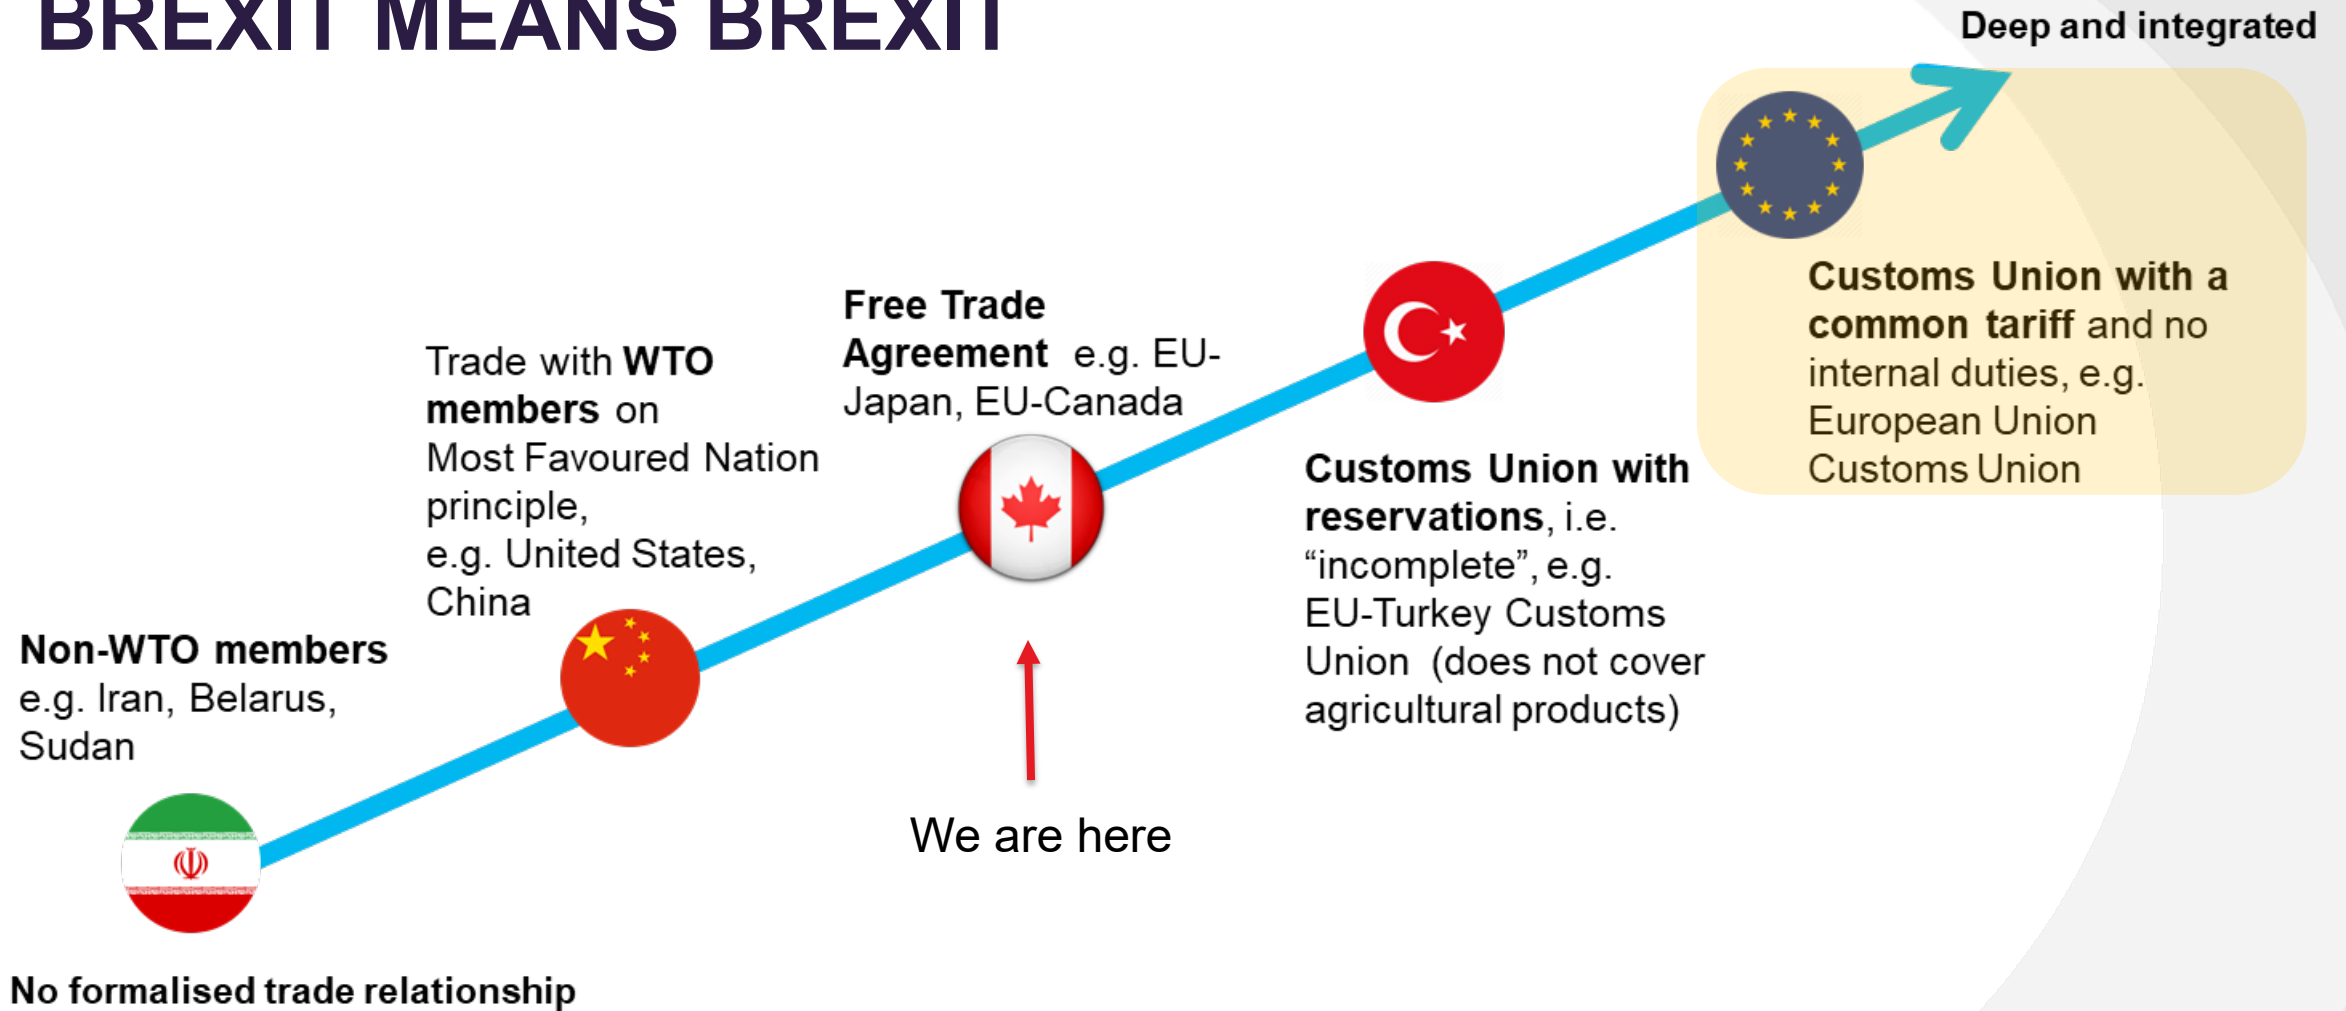 BREXIT MEANS BREXIT
Deep and integrated
Customs Union with a
common tariff and no
internal duties, e.g.
European Union
Customs Union
Free Trade
Agreement e.g. EU-
Japan, EU-Canada
Trade with WTO
members on
Most Favoured Nation
principle,
e.g. United States,
China
Customs Union with
reservations, i.e.
“incomplete”, e.g.
EU-Turkey Customs
Union (does not cover
agricultural products)
Non-WTO members
e.g. Iran, Belarus,
Sudan
We are here
No formalised trade relationship